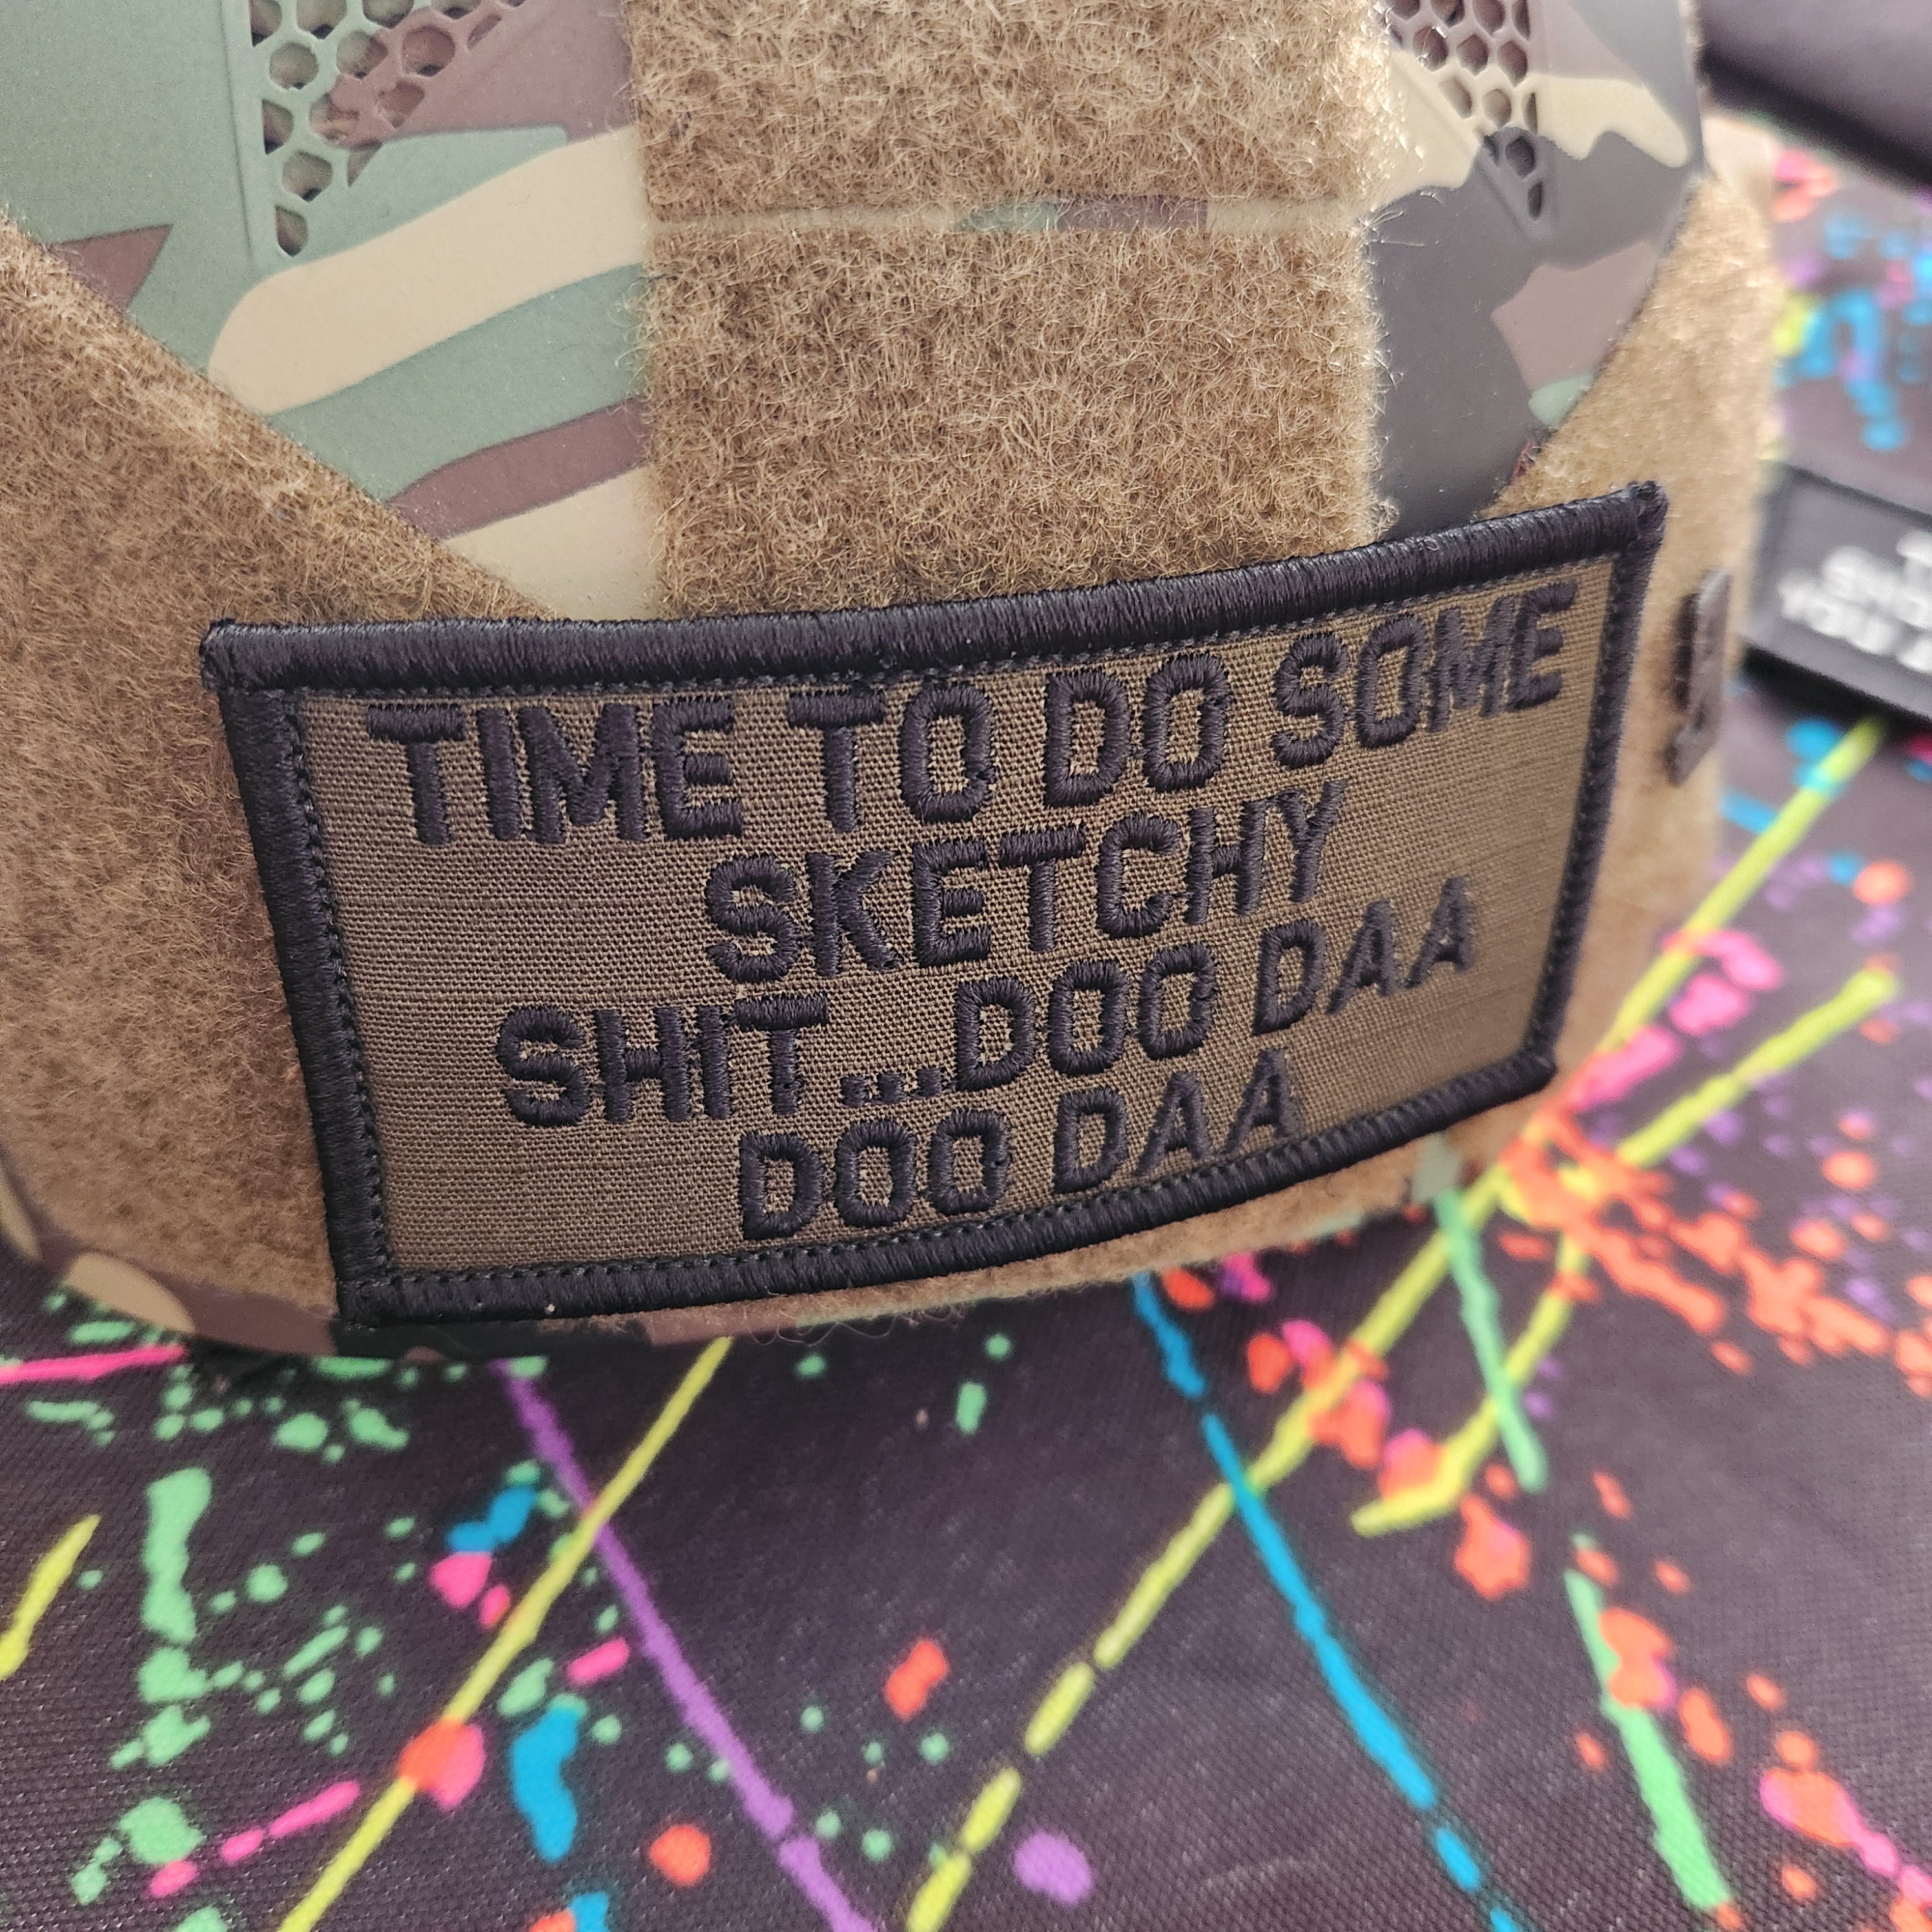 TIME TO DO SOME
SKETCHY
SHIT...DOO DAA
DOO DAA